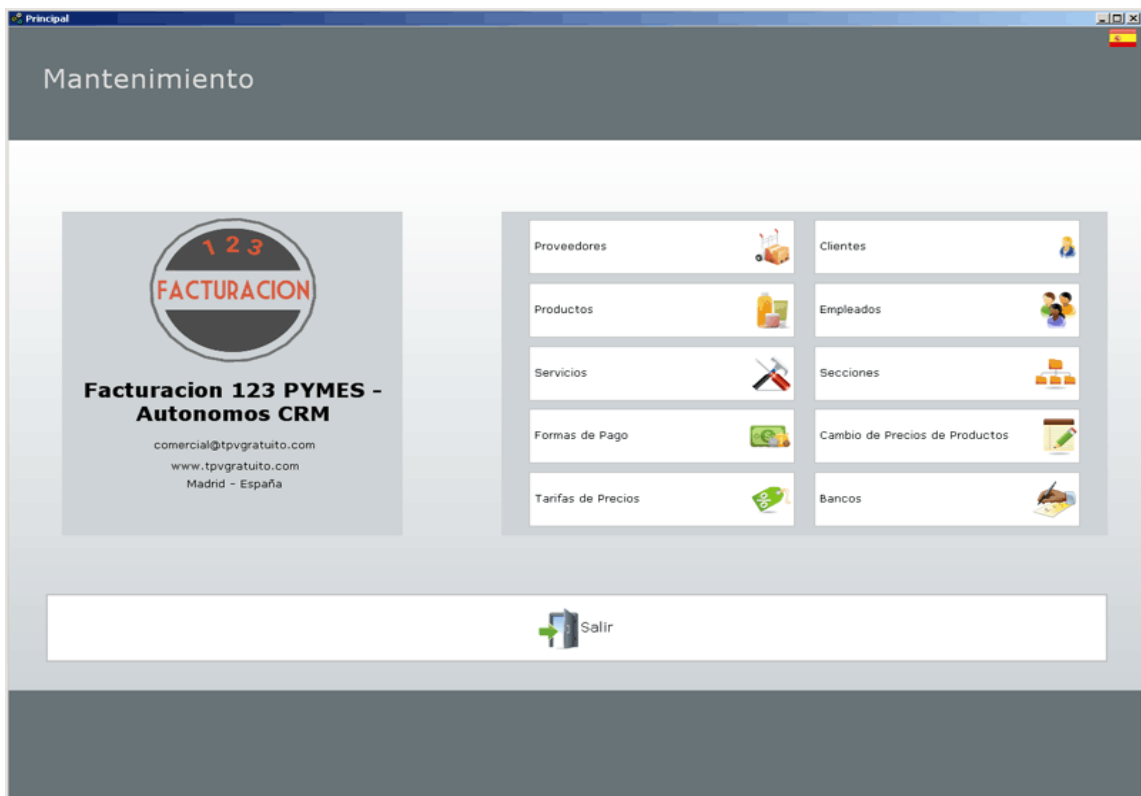 Principal
Mantenimiento
1 2 3
FACTURACION
Facturacion 123 PYMES -
Autonomos CRM
comercial@tpvgratuito.com
www.tpvgratuito.com
Madrid - España
Proveedores
Clientes
Productos
Empleados
Servicios
Secciones
Formas de Pago
Cambio de Precios de Productos
Tarifas de Precios
Bancos
Salir